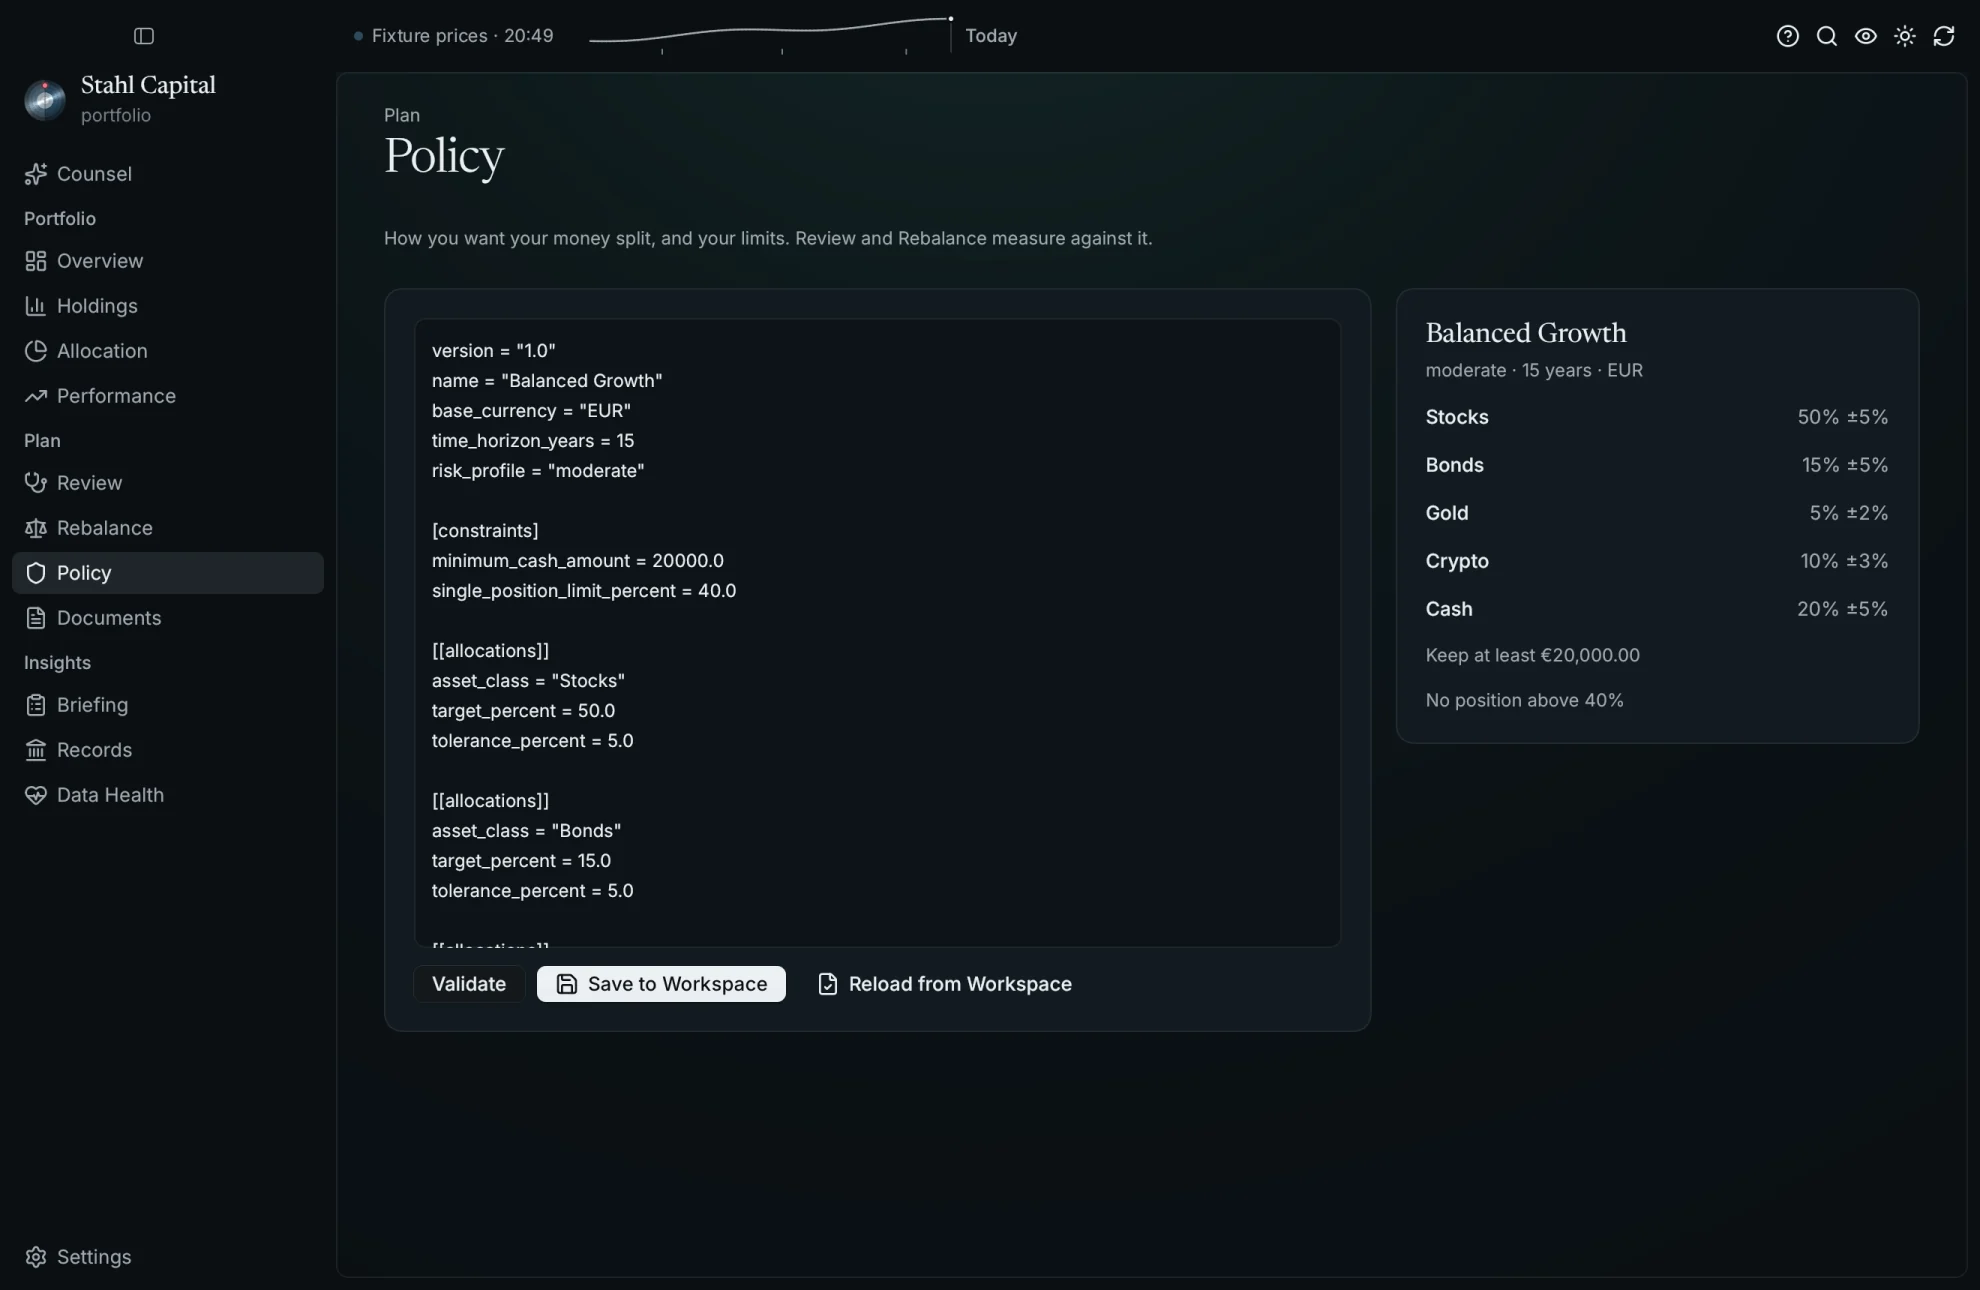 Fixture prices · 20:49
Today
Stahl Capital
portfolio
Counsel
Portfolio
Overview
Holdings
Allocation
Performance
Plan
Review
Rebalance
Policy
Documents
Insights
Briefing
Records
Data Health
Settings
Plan
Policy
How you want your money split, and your limits. Review and Rebalance measure against it.
version = "1.0"
name = "Balanced Growth"
base_currency = "EUR"
time_horizon_years = 15
risk_profile = "moderate"
[constraints]
minimum_cash_amount = 20000.0
single_position_limit_percent = 40.0
[[allocations]]
asset_class = "Stocks"
target_percent = 50.0
tolerance_percent = 5.0
[[allocations]]
asset_class = "Bonds"
target_percent = 15.0
tolerance_percent = 5.0
[[allocations]]
Validate
Save to Workspace
Reload from Workspace
Balanced Growth
moderate · 15 years · EUR
Stocks 50% ±5%
Bonds 15% ±5%
Gold 5% ±2%
Crypto 10% ±3%
Cash 20% ±5%
Keep at least €20,000.00
No position above 40%